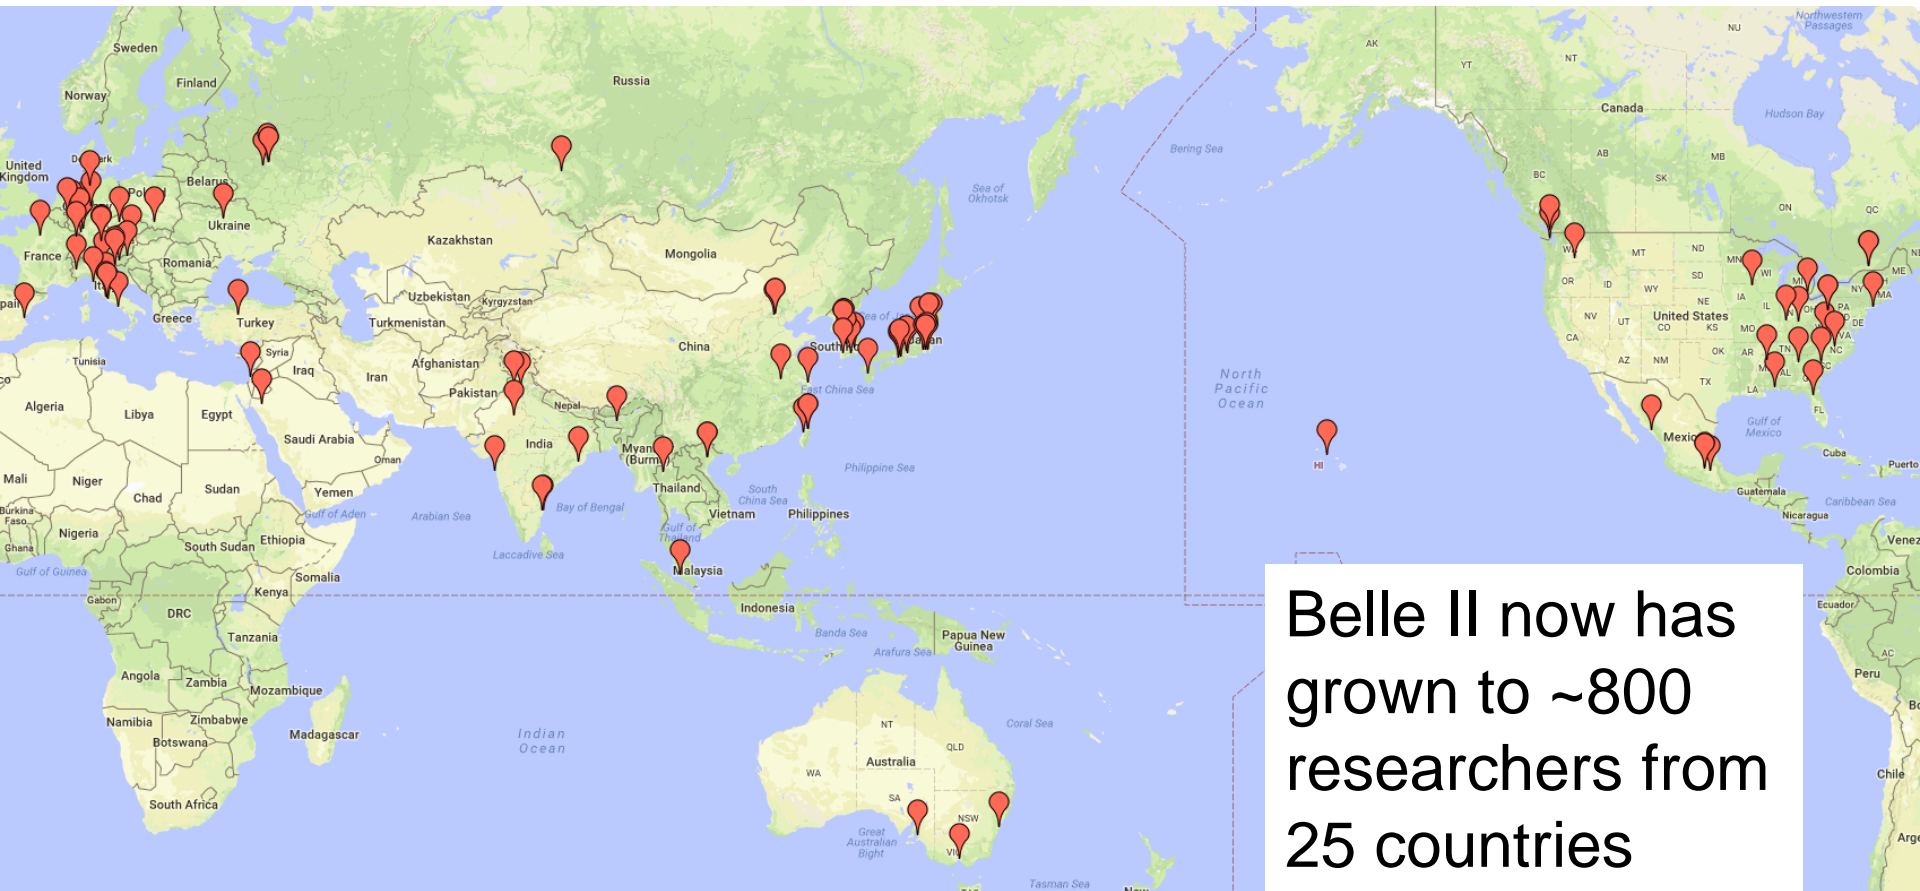 Northwestern
Passages
NU
Sweden
AK
NT
YT
Finland
Russia
Norway
Canada
Hudson Bay
Bering Sea
AB
MB
United
Kingdom
BC
SK
Belarus
Sea of
Okhotsk
ON
QC
Ukraine
Kazakhstan
France
Mongolia
Romania
MT
ND
MN
WI
ME
OR
ID
WY
SD
Uzbekistan
Kyrgyzstan
NE
IA
IL
NY
MA
PA
Greece
Turkey
Turkmenistan
NV
UT
United States
CO
KS
MO
DE
VA
China
CA
Tunisia
Syria
Afghanistan
Iraq
Iran
AZ
NM
OK
AR
TN
NC
North
Pacific
Ocean
East China Sea
TX
LA
AL
Pakistan
Nepal
Algeria
Libya
Egypt
FL
Gulf of
Mexico
Saudi Arabia
India
Oman
Cuba
Puerto
HI
Mali
Niger
Chad
Sudan
Yemen
Philippine Sea
Thailand
South
China Sea
Guatemala
Caribbean Sea
Nicaragua
Burkina
Faso
Gulf of Aden
Arabian Sea
Bay of Bengal
Vietnam
Philippines
Nigeria
Ghana
South Sudan
Ethiopia
Gulf of
Thailand
Laccadive Sea
Gulf of Guinea
Somalia
Malaysia
Colombia
Gabon
Kenya
DRC
Indonesia
Ecuador
Tanzania
Banda Sea
Papua New
Guinea
Arafura Sea
AC
Peru
Angola
Zambia
Mozambique
Namibia
Zimbabwe
Botswana
Madagascar
Indian
Ocean
NT
Coral Sea
QLD
WA
Australia
Chile
South Africa
SA
NSW
Great
Australian
Bight
Tasman Sea
Belle II now has
grown to ~800
researchers from
25 countries